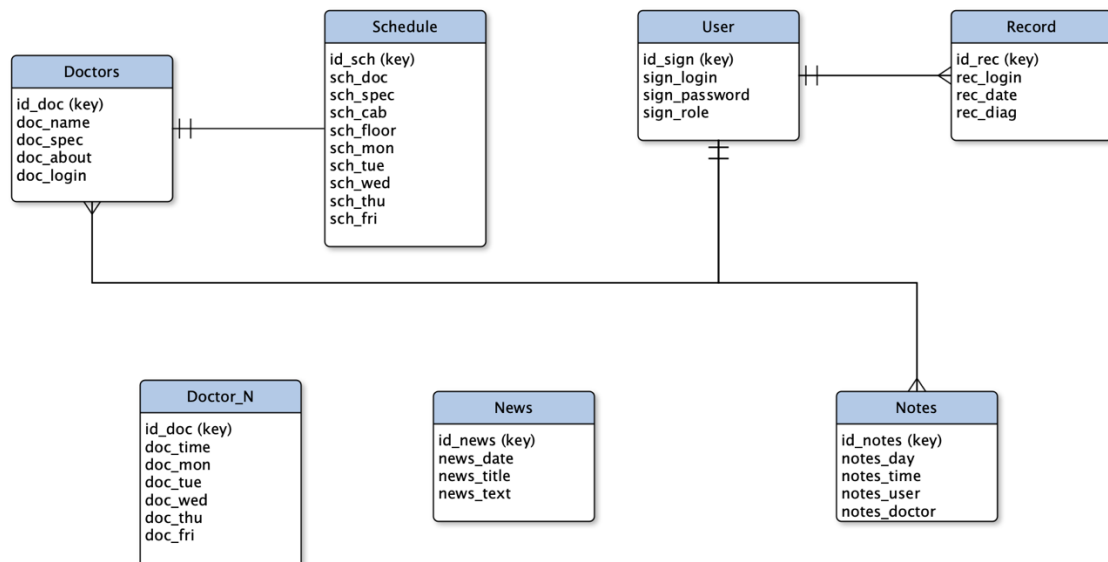 Doctors
id_doc (key)
doc_name
doc_spec
doc_about
doc_login
Schedule
id_sch (key)
sch_doc
sch_spec
sch_cab
sch_floor
sch_mon
sch_tue
sch_wed
sch_thu
sch_fri
User
id_sign (key)
sign_login
sign_password
sign_role
Record
id_rec (key)
rec_login
rec_date
rec_diag
Doctor_N
id_doc (key)
doc_time
doc_mon
doc_tue
doc_wed
doc_thu
doc_fri
News
id_news (key)
news_date
news_title
news_text
Notes
id_notes (key)
notes_day
notes_time
notes_user
notes_doctor